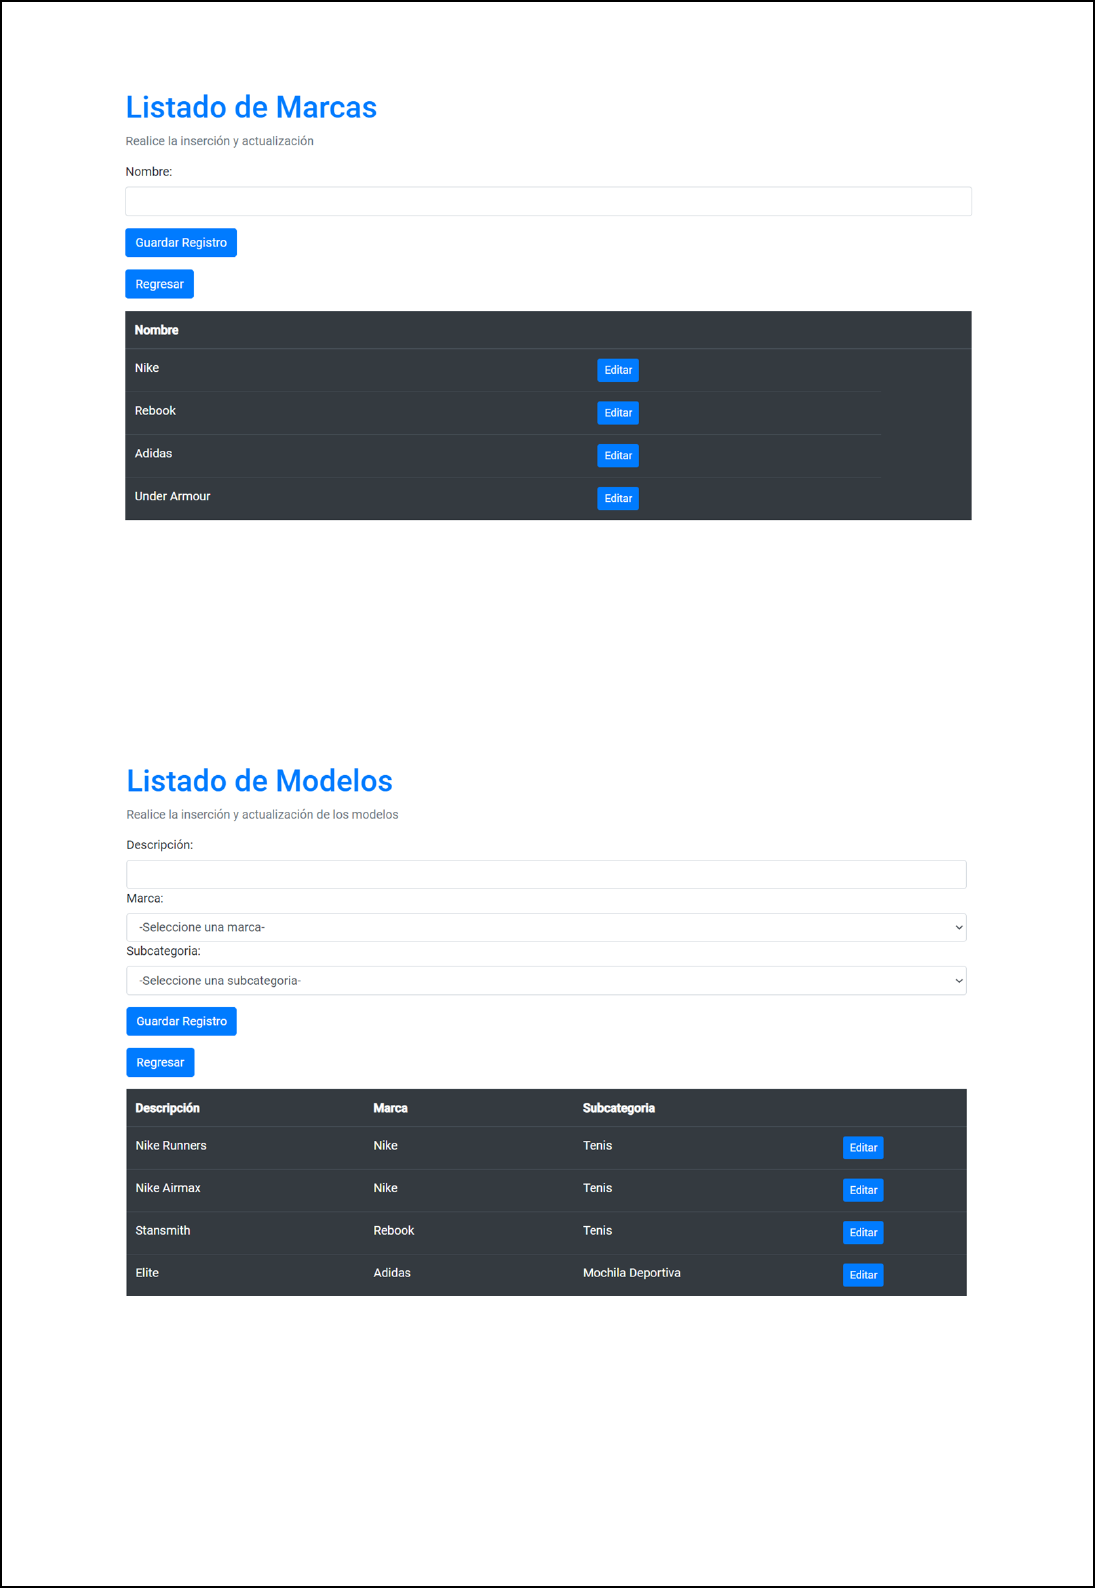 Listado de Marcas
Realice la inserción y actualización
Nombre:
Guardar Registro
Regresar
Nombre
Nike Editar
Rebook Editar
Adidas Editar
Under Armour Editar
Listado de Modelos
Realice la inserción y actualización de los modelos
Descripción:
Marca:
-Seleccione una marca-
Subcategoria:
-Seleccione una subcategoria-
Guardar Registro
Regresar
Descripción Marca Subcategoria
Nike Runners Nike Tenis Editar
Nike Airmax Nike Tenis Editar
Stansmith Rebook Tenis Editar
Elite Adidas Mochila Deportiva Editar